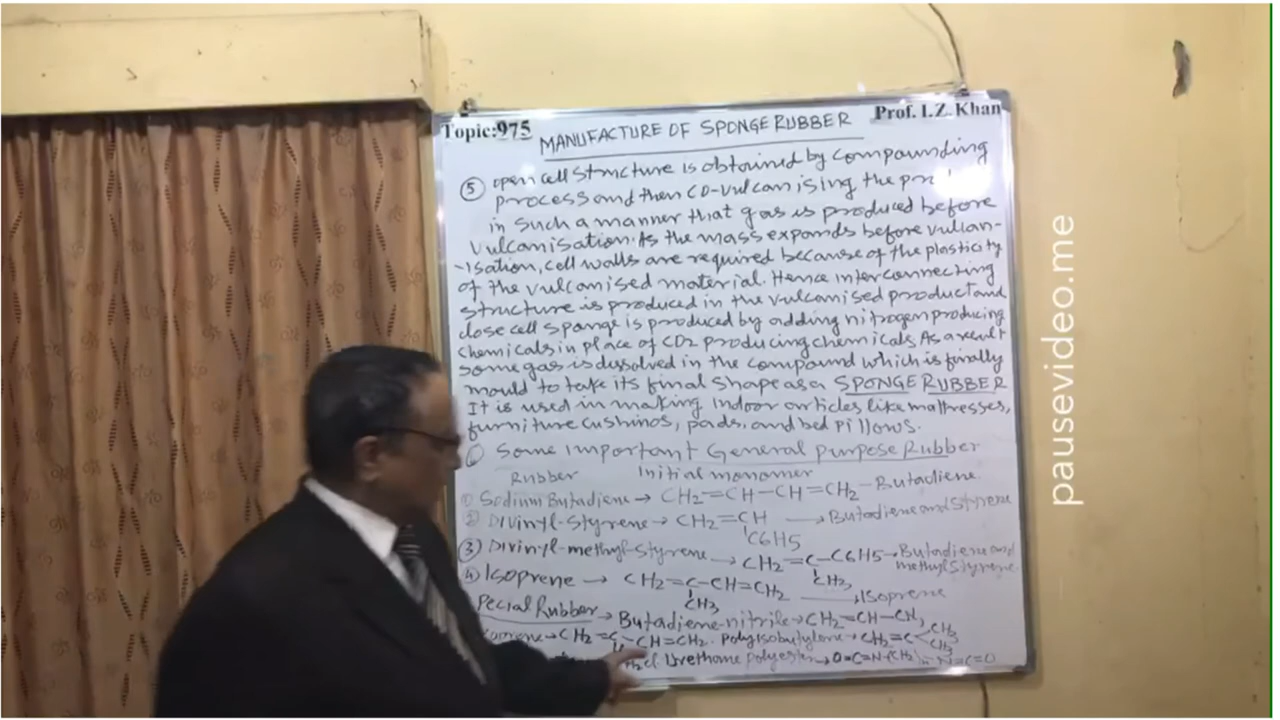 Topic:975
MANUFACTURE OF SPONGE RUBBER
Prof. I.Z. Khan
⑤ open cell structure is obtained by compounding
process and then CO-vulcanising the
in such a manner that gas is produced before
vulcanisation. As the mass expands before vulcan-
-isation, cell walls are required because of the plasticity
of the vulcanised material. Hence interconnecting
structure is produced in the vulcanised product and
close cell sponge is produced by adding nitrogen producing
chemicals in place of CO2 producing chemicals. As a result
some gas is dissolved in the compound which is finally
mould to take its final shape as a SPONGE RUBBER
It is used in making indoor articles like mattresses,
furniture cushinos, pads, and bed pillows.
⑥ Some important General purpose Rubber
Rubber Initial monomer
① Sodium Butadiene → CH2=CH-CH=CH2-Butadiene.
② Divinyl-Styrene → CH2=CH → Butadiene and Styrene
C6H5
③ Divinyl-methyl-styrene → CH2=C-C6H5→Butadiene and
methyl styrene.
CH2,
④ Isoprene → CH2=C-CH=CH2 → Isoprene
CH3
Pecial Rubber → Butadiene-nitrile→CH2=CH-CN,
→CH2=C-CH=CH2. Polyisobutylene→CH2=C CH3
CH3
Urethane polyester→O=C=N-(CH2) N=C=O
pausevideo.me